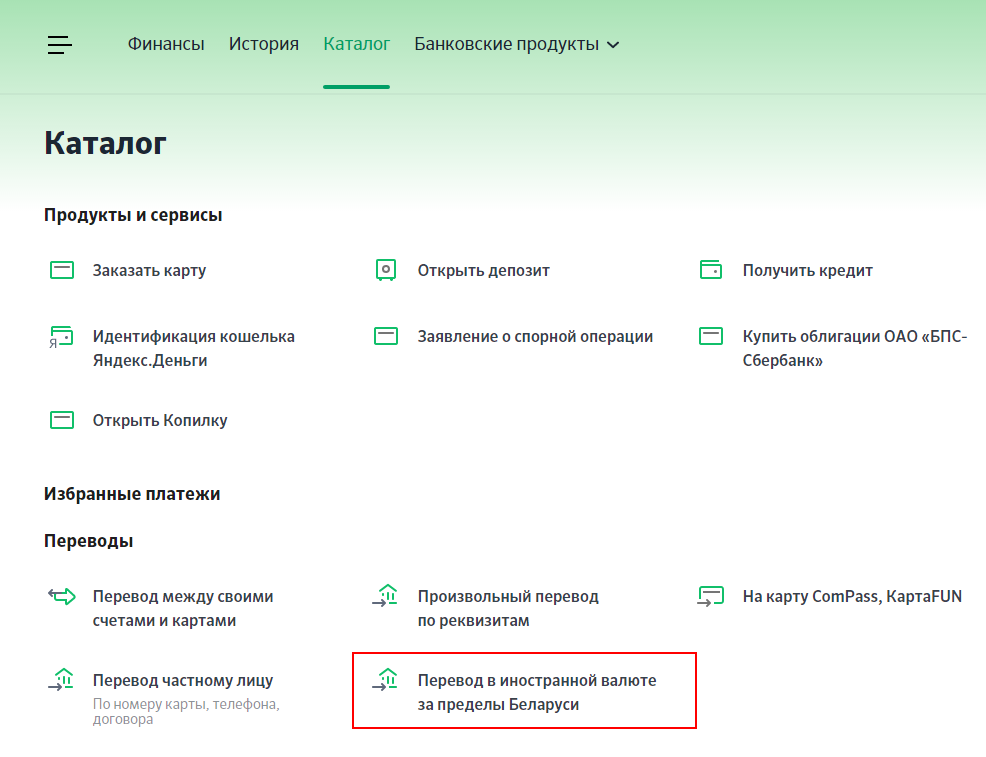 Финансы История Каталог Банковские продукты
Каталог
Продукты и сервисы
Заказать карту
Открыть депозит
Получить кредит
Идентификация кошелька
Яндекс.Деньги
Заявление о спорной операции
Купить облигации ОАО «БПС-
Сбербанк»
Открыть Копилку
Избранные платежи
Переводы
Перевод между своими
счетами и картами
Произвольный перевод
по реквизитам
На карту ComPass, КартаFUN
Перевод частному лицу
По номеру карты, телефона,
договора
Перевод в иностранной валюте
за пределы Беларуси